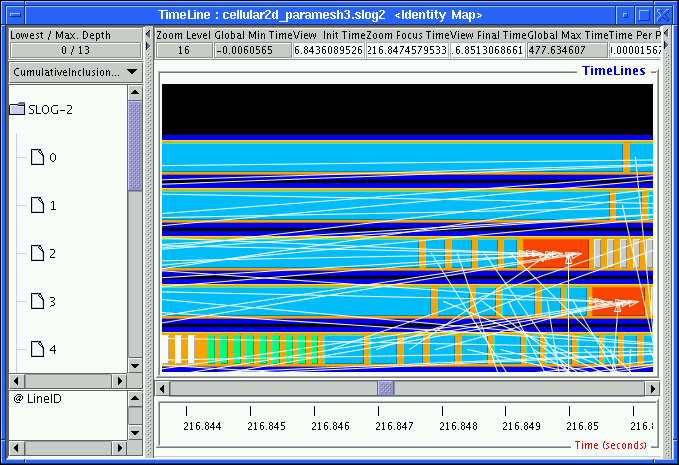 TimeLine : cellular2d_paramesh3.slog2 <Identity Map>
Lowest / Max. Depth
0 / 13
Zoom Level Global Min Time View Init Time Zoom Focus Time View Final Time Global Max Time Time Per P
16 -0.0060565 6.8436089526 216.8474579533 .6.8513068661 477.634607 0.00001567
CumulativeInclusion...
TimeLines
SLOG-2
0
1
2
3
4
@ LineID
216.844 216.845 216.846 216.847 216.848 216.849 216.85 216.8
Time (seconds)